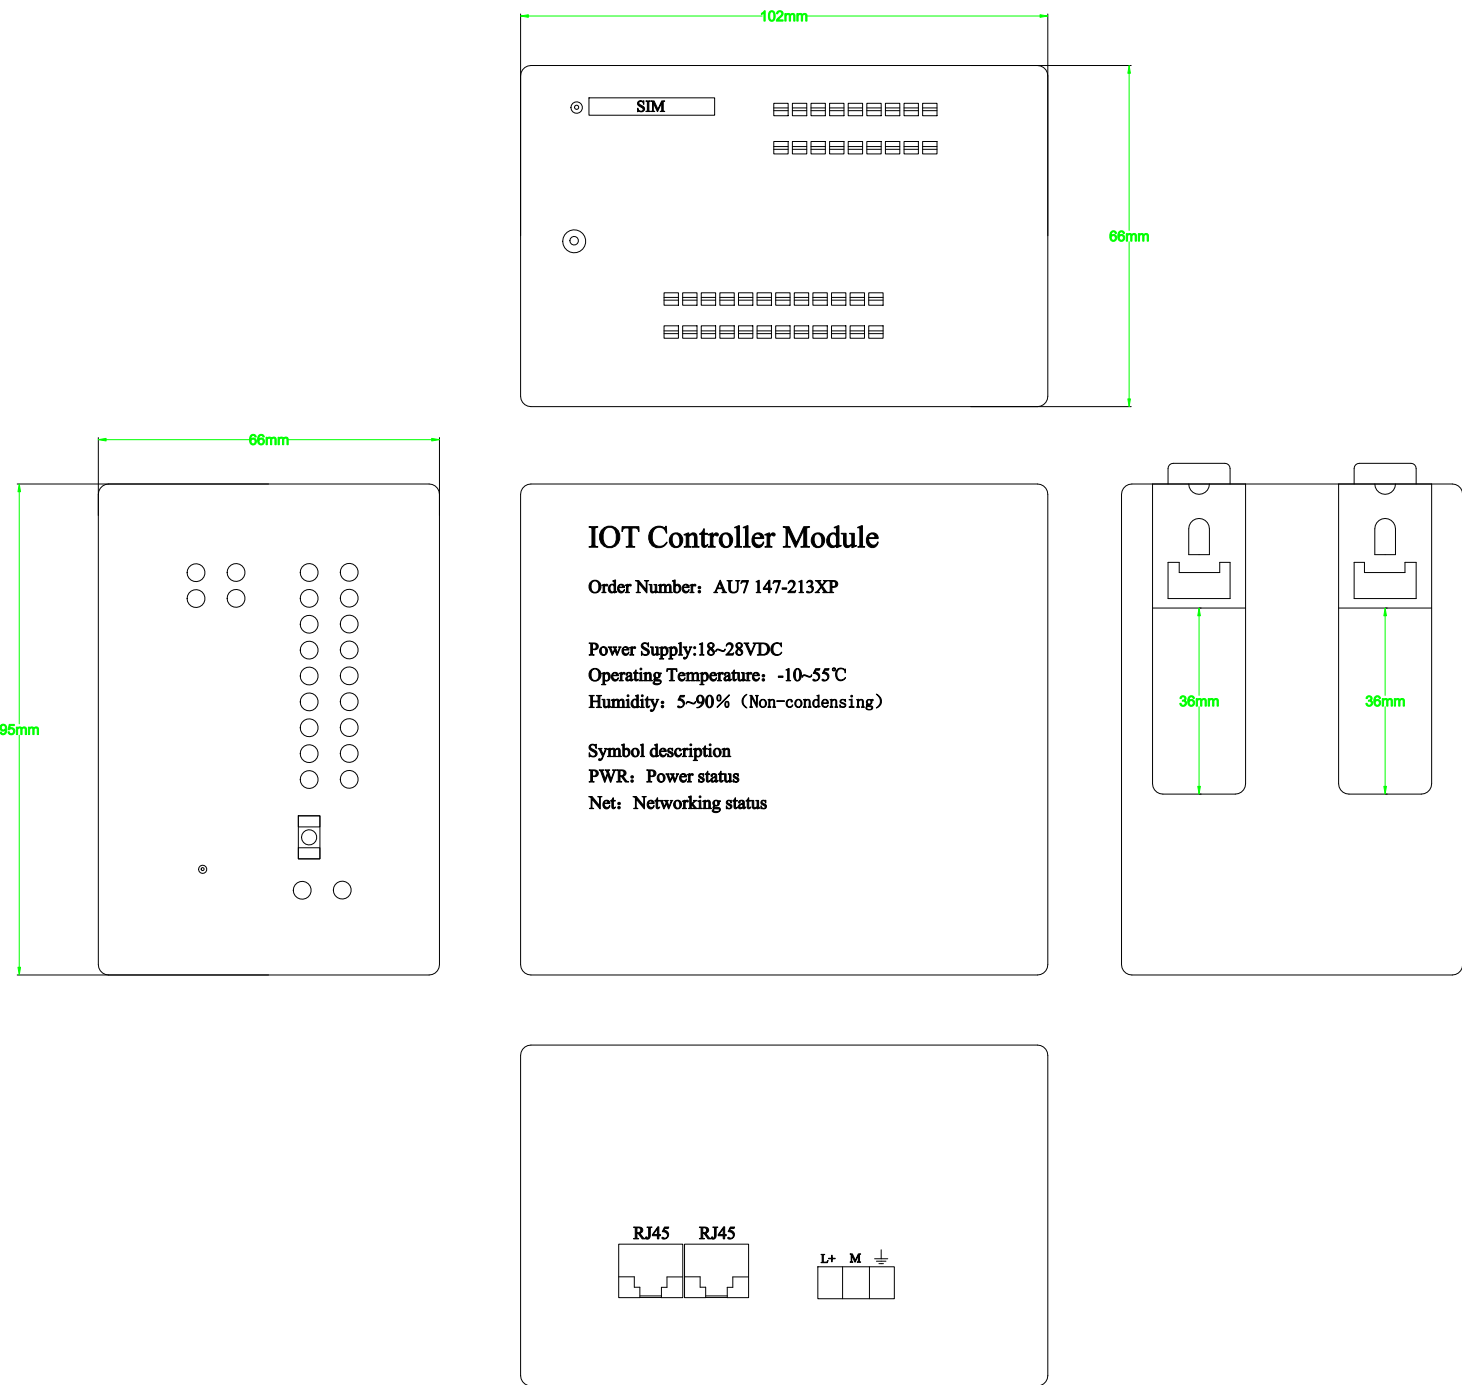 102mm
SIM
66mm
66mm
95mm
IOT Controller Module
Order Number：AU7 147-213XP
Power Supply:18~28VDC
Operating Temperature：-10~55℃
Humidity：5~90%（Non-condensing）
Symbol description
PWR：Power status
Net：Networking status
36mm
36mm
RJ45 RJ45
L+ M